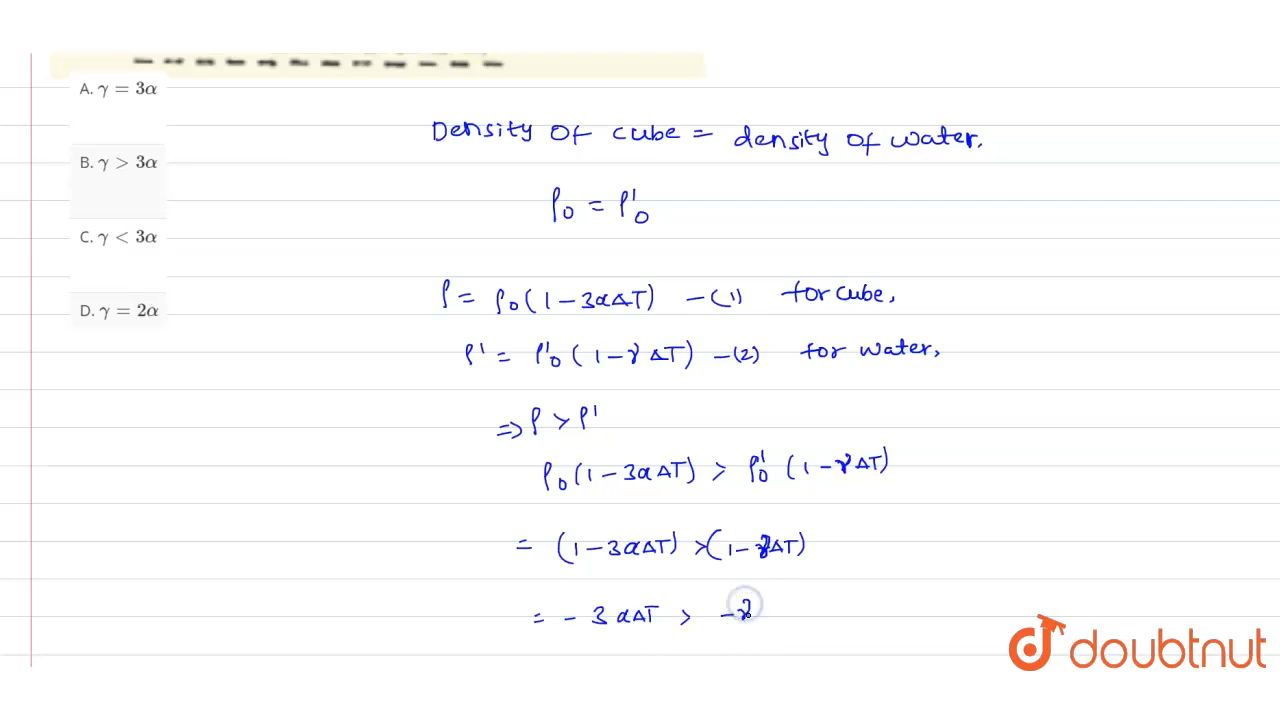 A. γ = 3α
B. γ > 3α
C. γ < 3α
D. γ = 2α
Density of cube = density of water.
ρ₀ = ρ'₀
ρ = ρ₀(1 − 3αΔT) −(1) for cube,
ρ' = ρ'₀(1 − γΔT) −(2) for water,
⇒ ρ > ρ'
ρ₀(1 − 3αΔT) > ρ'₀(1 − γΔT)
= (1 − 3αΔT) > (1 − γΔT)
= − 3αΔT > − γ
doubtnut